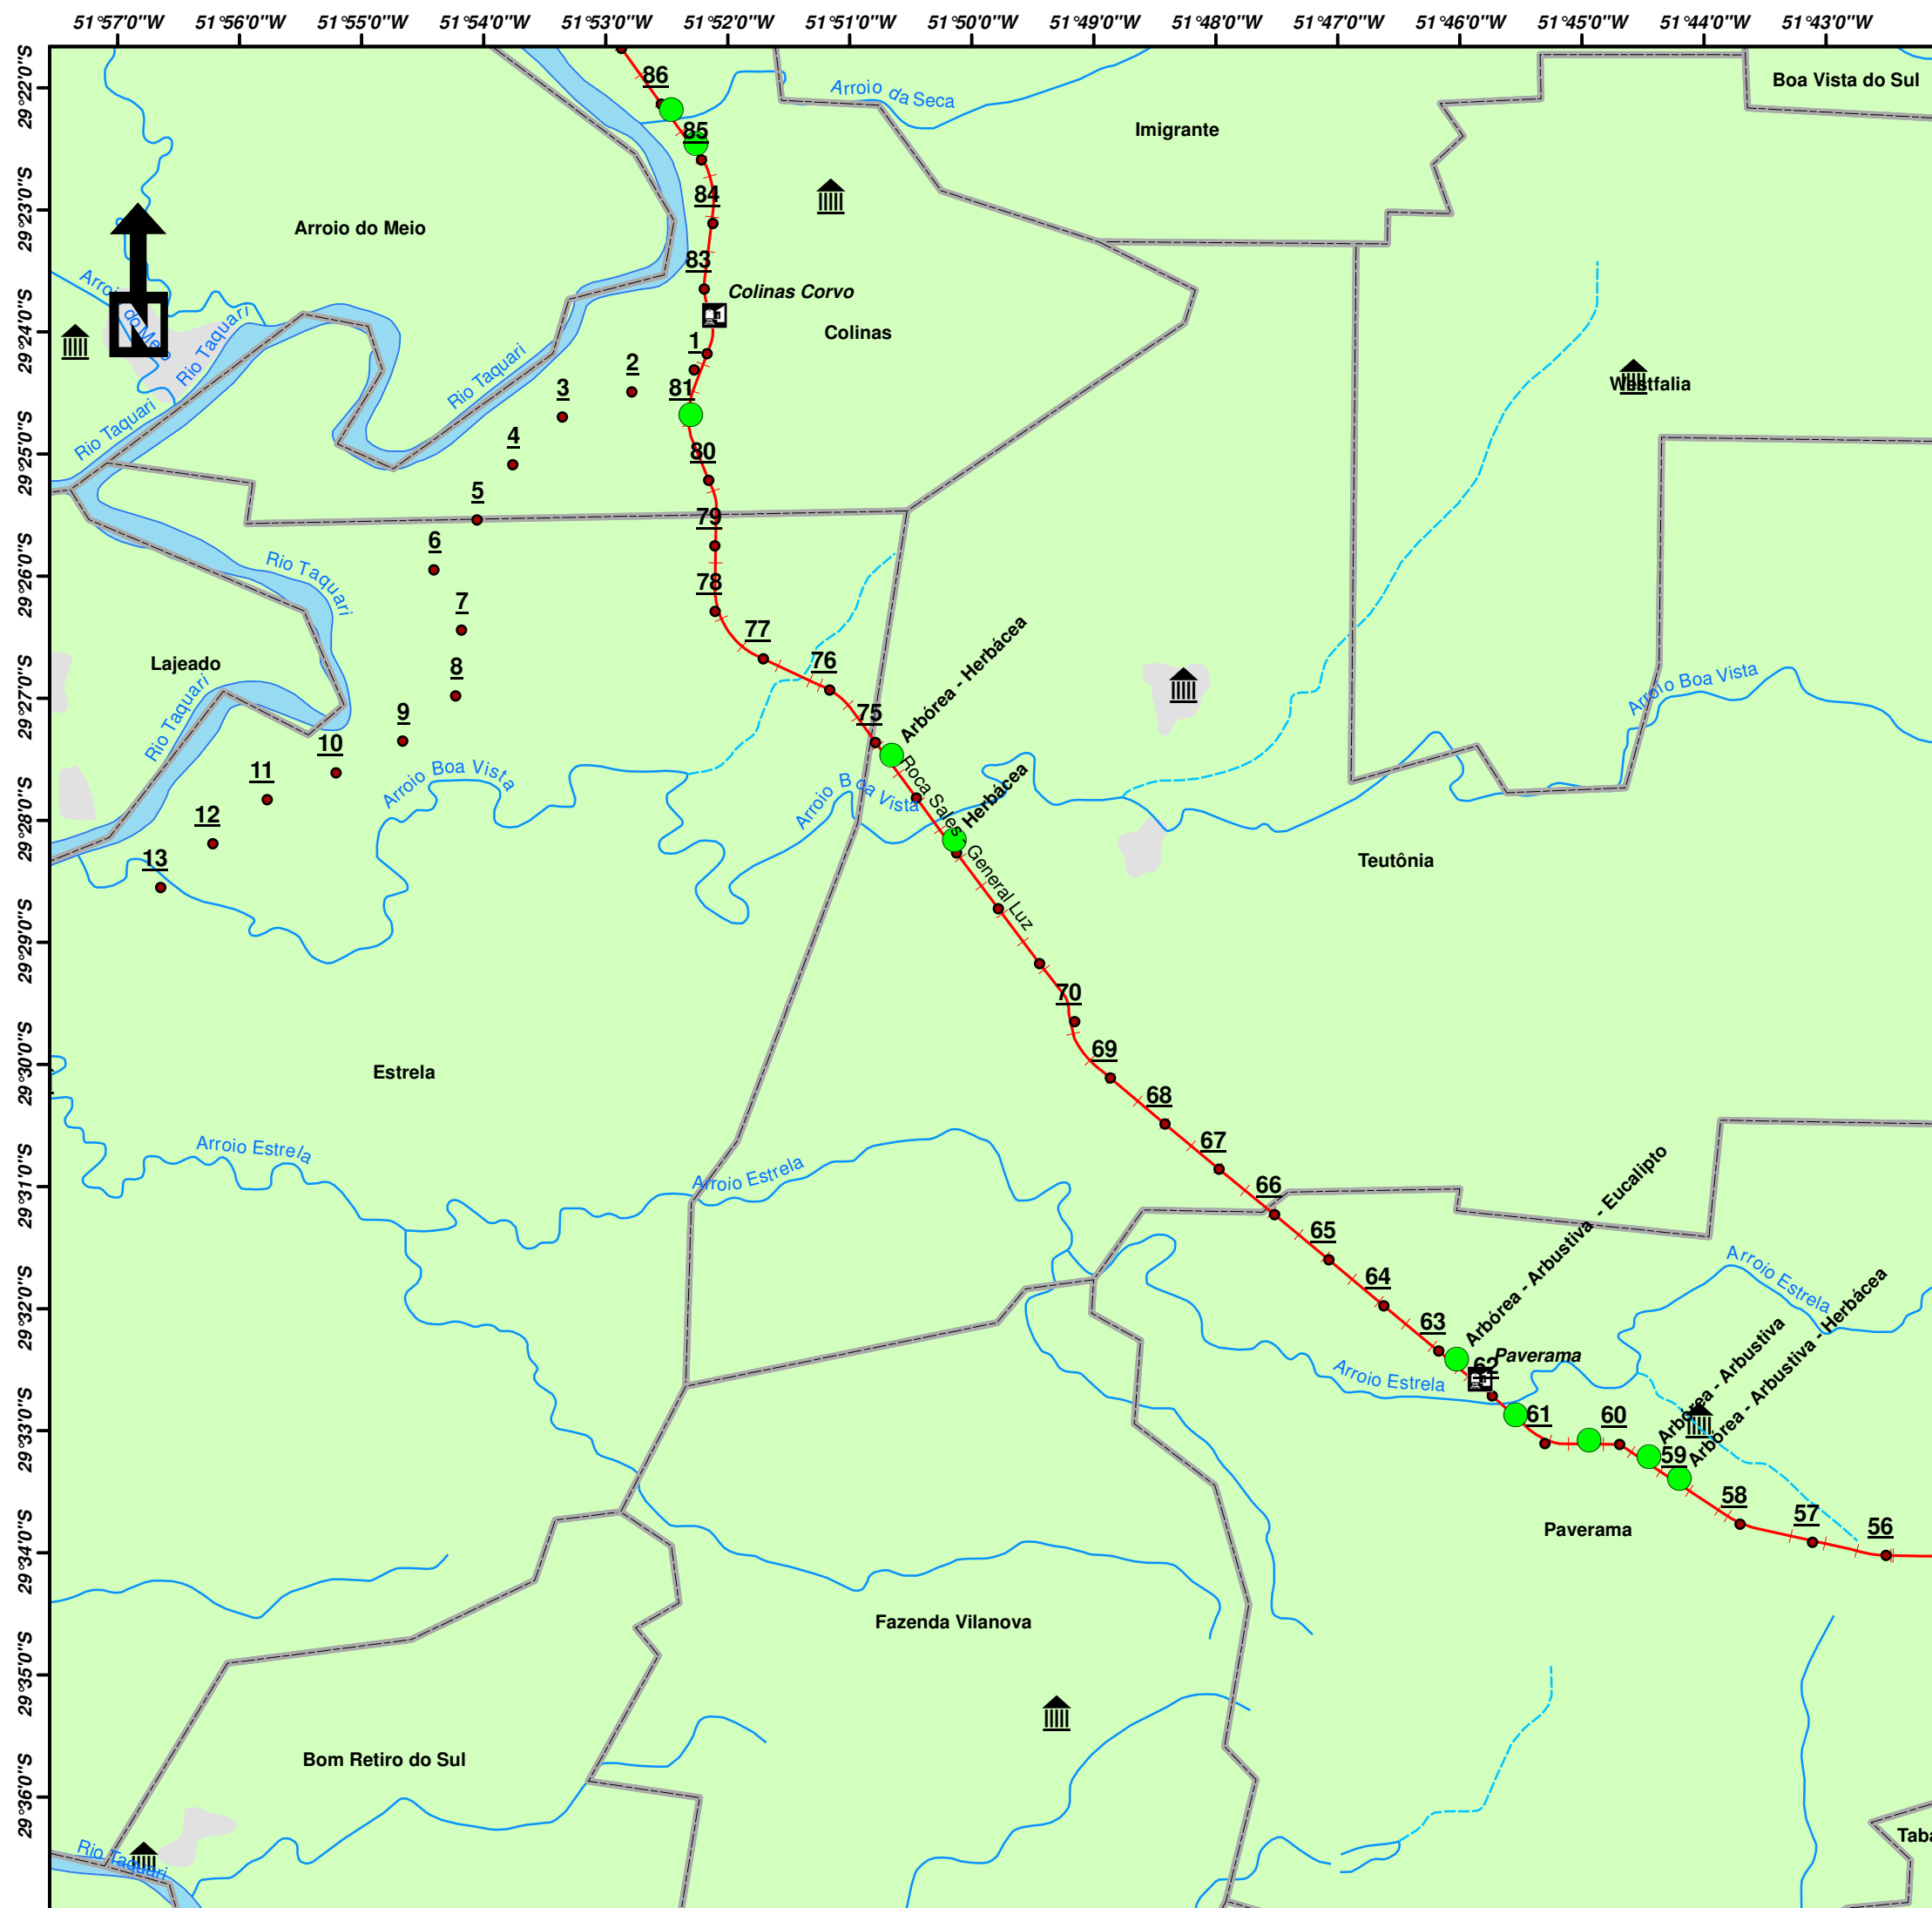 51°57'0"W 51°56'0"W 51°55'0"W 51°54'0"W 51°53'0"W 51°52'0"W 51°51'0"W 51°50'0"W 51°49'0"W 51°48'0"W 51°47'0"W 51°46'0"W 51°45'0"W 51°44'0"W 51°43'0"W
29°22'0"S
29°23'0"S
29°24'0"S
29°25'0"S
29°26'0"S
29°27'0"S
29°28'0"S
29°29'0"S
29°30'0"S
29°31'0"S
29°32'0"S
29°33'0"S
29°34'0"S
29°35'0"S
29°36'0"S
86
Boa Vista do Sul
Arroio da Seca
85
Imigrante
84
Arroio do Meio
N
83
Colinas Corvo
Arroio do Meio
Rio Taquari
Colinas
1
2
3
81
Rio Taquari
Westfalia
Rio Taquari
4
80
5
79
6
Rio Taquari
78
7
77
76
Arbórea - Herbácea
Lajeado
8
Rio Taquari
9
75
Arroio Boa Vista
10
11
Arroio Boa Vista
Arroio Boa Vista
Roca Sales - General Luz
Herbácea
12
13
Teutônia
70
69
Estrela
68
67
Arroio Estrela
Arroio Estrela
66
65
64
63
Arbórea - Arbustiva - Eucalipto
Arroio Estrela
62
Paverama
Arroio Estrela
61
60
Arbórea - Arbustiva
59
Arbórea - Arbustiva - Herbácea
58
57
56
Paverama
Fazenda Vilanova
Bom Retiro do Sul
Rio Taquari
Taba